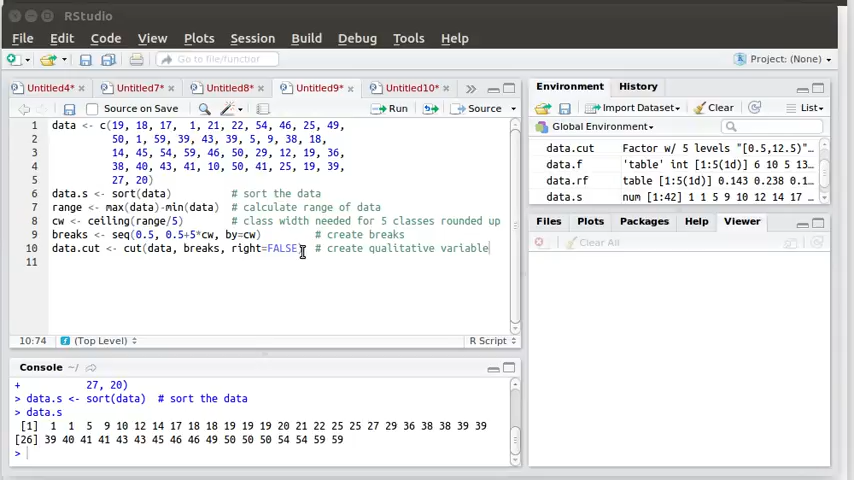 RStudio
File Edit Code View Plots Session Build Debug Tools Help
Go to file/function Project: (None)
Untitled4* Untitled7* Untitled8* Untitled9* Untitled10*
Source on Save Run Source
1 data <- c(19, 18, 17, 1, 21, 22, 54, 46, 25, 49,
2 50, 1, 59, 39, 43, 39, 5, 9, 38, 18,
3 14, 45, 54, 59, 46, 50, 29, 12, 19, 36,
4 38, 40, 43, 41, 10, 50, 41, 25, 19, 39,
5 27, 20)
6 data.s <- sort(data) # sort the data
7 range <- max(data)-min(data) # calculate range of data
8 cw <- ceiling(range/5) # class width needed for 5 classes rounded up
9 breaks <- seq(0.5, 0.5+5*cw, by=cw) # create breaks
10 data.cut <- cut(data, breaks, right=FALSE) # create qualitative variable
11
10:74 (Top Level) R Script
Console ~/
+ 27, 20)
> data.s <- sort(data) # sort the data
> data.s
[1] 1 1 5 9 10 12 14 17 18 18 19 19 19 20 21 22 25 25 27 29 36 38 38 39 39
[26] 39 40 41 41 43 43 45 46 46 49 50 50 50 54 54 59 59
>
Environment History
Import Dataset Clear List
Global Environment
data.cut Factor w/ 5 levels "[0.5,12.5)"…
data.f 'table' int [1:5(1d)] 6 10 5 13…
data.rf table [1:5(1d)] 0.143 0.238 0.1…
data.s num [1:42] 1 1 5 9 10 12 14 17 …
Files Plots Packages Help Viewer
Clear All